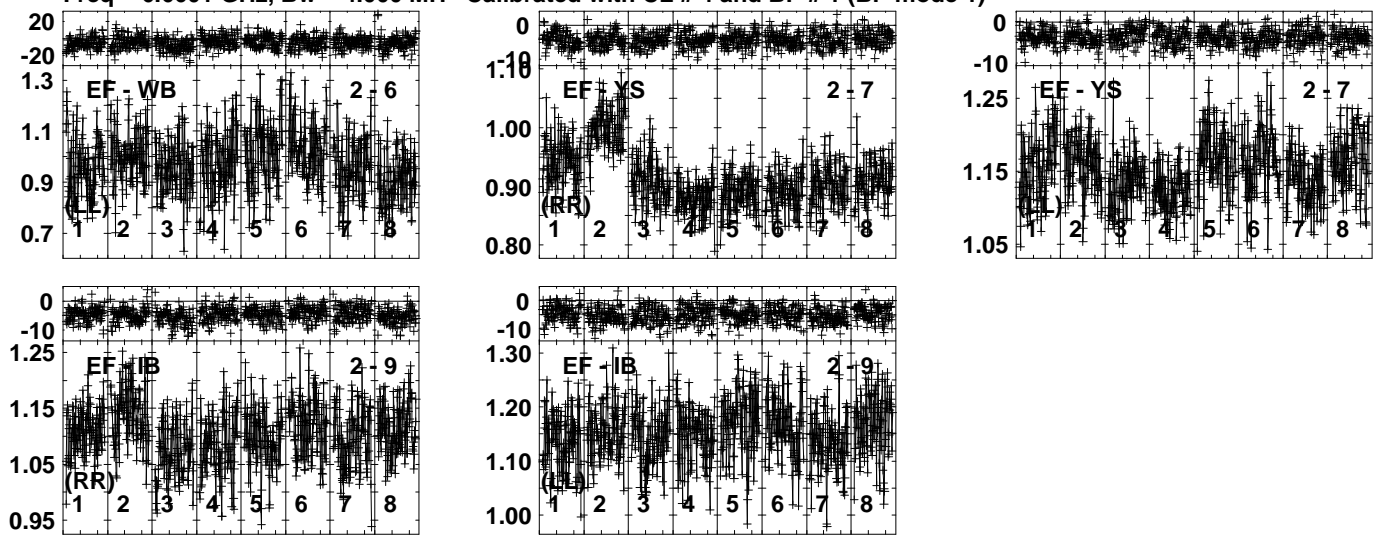 20
-20
1.3
1.1
0.9
0.7
EF - WB 2 - 6
(LL)
1 2 3 4 5 6 7 8
0
-10
1.10
1.00
0.90
0.80
EF - YS 2 - 7
(RR)
1 2 3 4 5 6 7 8
0
-10
1.25
1.15
1.05
EF - YS 2 - 7
(LL)
1 2 3 4 5 6 7 8
0
-10
1.25
1.15
1.05
0.95
EF - IB 2 - 9
(RR)
1 2 3 4 5 6 7 8
0
-10
1.30
1.20
1.10
1.00
EF - IB 2 - 9
(LL)
1 2 3 4 5 6 7 8